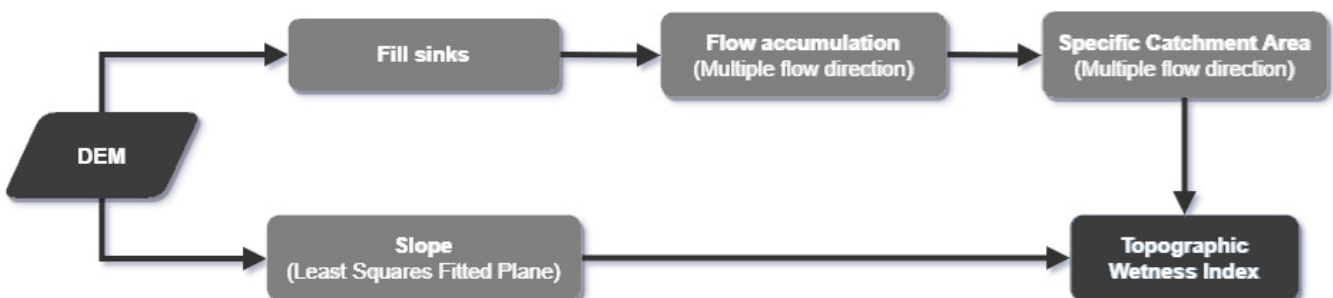 DEM
Fill sinks
Flow accumulation
(Multiple flow direction)
Specific Catchment Area
(Multiple flow direction)
Slope
(Least Squares Fitted Plane)
Topographic
Wetness Index